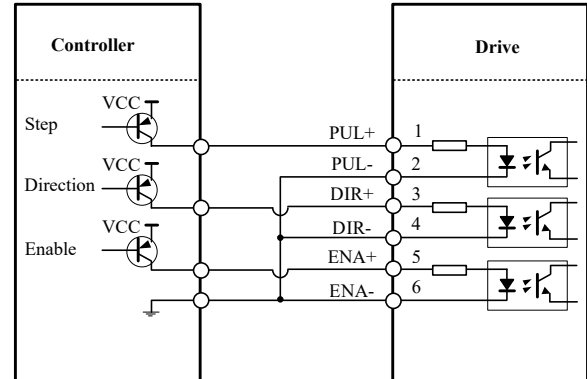 Controller
Drive
VCC
Step
PUL+ 1
VCC
PUL- 2
Direction
DIR+ 3
VCC
DIR- 4
Enable
ENA+ 5
ENA- 6